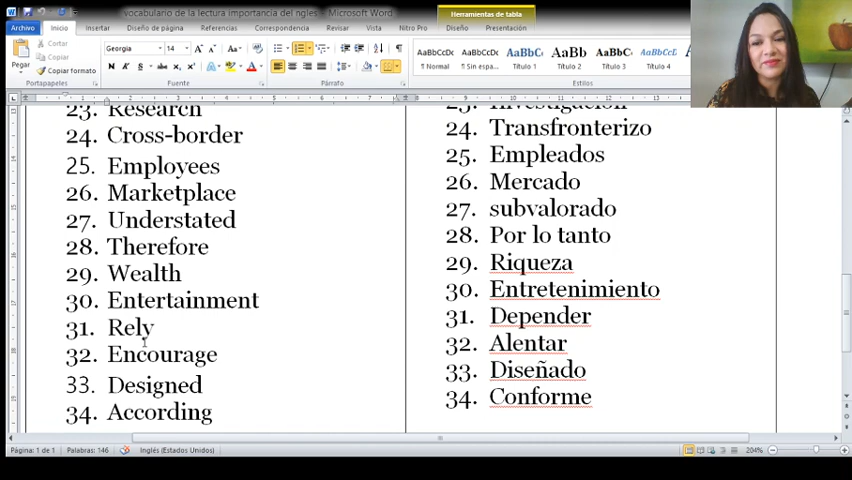 vocabulario de la lectura importancia del ngles - Microsoft Word
Herramientas de tabla
Archivo Inicio Insertar Diseño de página Referencias Correspondencia Revisar Vista Nitro Pro Diseño Presentación
Cortar
Copiar
Copiar formato
Pegar
Georgia 14
AaBbCcDc AaBbCcDc AaBbC AaBb AaBbC AaBbCcL
¶ Normal ¶ Sin espa... Título 1 Título 2 Título 3 Título 4
Portapapeles Fuente Párrafo Estilos
23. Research
24. Cross-border
25. Employees
26. Marketplace
27. Understated
28. Therefore
29. Wealth
30. Entertainment
31. Rely
32. Encourage
33. Designed
34. According
23. Investigación
24. Transfronterizo
25. Empleados
26. Mercado
27. subvalorado
28. Por lo tanto
29. Riqueza
30. Entretenimiento
31. Depender
32. Alentar
33. Diseñado
34. Conforme
Página: 1 de 1 Palabras: 146 Inglés (Estados Unidos) 204%